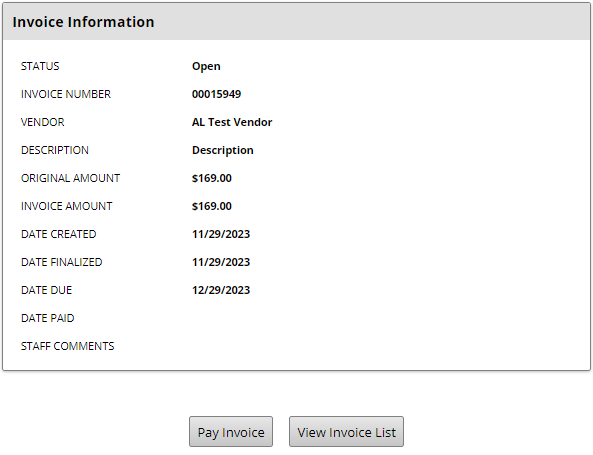 Invoice Information
STATUS Open
INVOICE NUMBER 00015949
VENDOR AL Test Vendor
DESCRIPTION Description
ORIGINAL AMOUNT $169.00
INVOICE AMOUNT $169.00
DATE CREATED 11/29/2023
DATE FINALIZED 11/29/2023
DATE DUE 12/29/2023
DATE PAID
STAFF COMMENTS
Pay Invoice View Invoice List